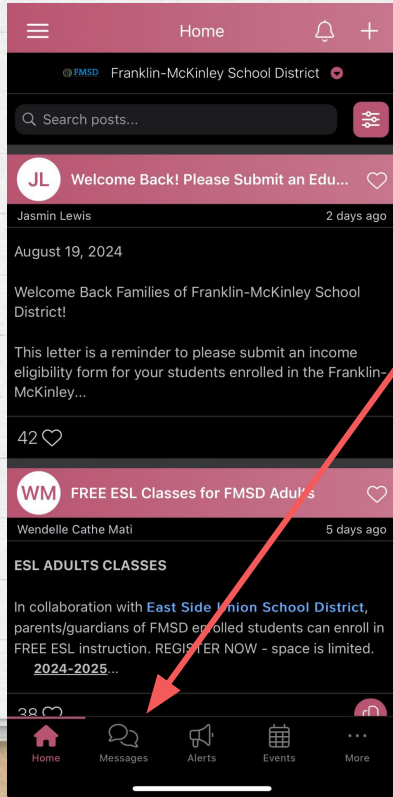 Home
FMSD Franklin-McKinley School District
Search posts...
JL Welcome Back! Please Submit an Edu...
Jasmin Lewis 2 days ago
August 19, 2024
Welcome Back Families of Franklin-McKinley School
District!
This letter is a reminder to please submit an income
eligibility form for your students enrolled in the Franklin-
McKinley...
42
WM FREE ESL Classes for FMSD Adults
Wendelle Cathe Mati 5 days ago
ESL ADULTS CLASSES
In collaboration with East Side Union School District,
parents/guardians of FMSD enrolled students can enroll in
FREE ESL instruction. REGISTER NOW - space is limited.
2024-2025...
38
Home Messages Alerts Events More